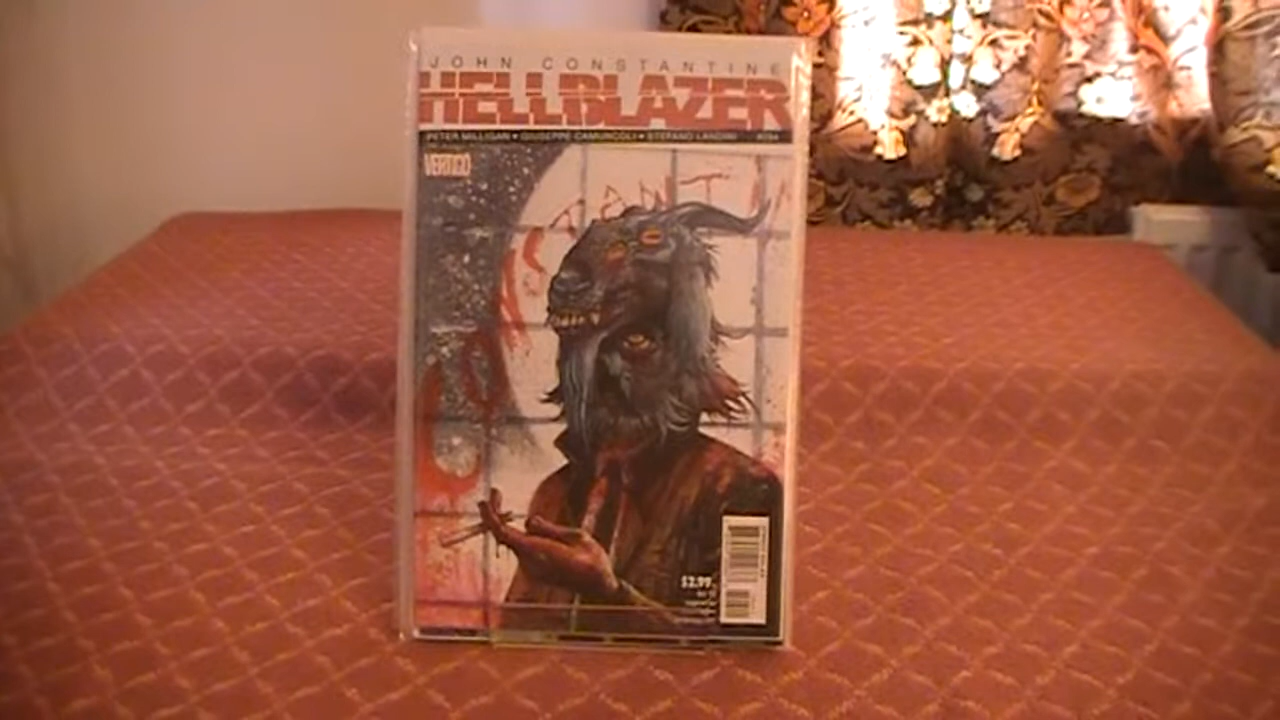 JOHN CONSTANTINE
HELLBLAZER
PETER MILLIGAN • GIUSEPPE CAMUNCOLI • STEFANO LANDINI
VERTIGO
$2.99